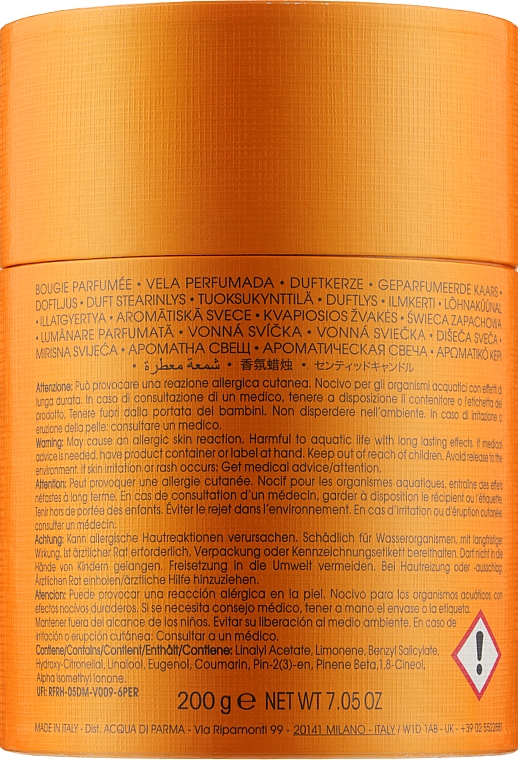 BOUGIE PARFUMÉE • VELA PERFUMADA • DUFTKERZE • GEPARFUMEERDE KAARS •
DOFTLJUS • DUFT STEARINLYS • TUOKSUKYNTTILÄ • DUFTLYS • ILMKERTI • LÕHNAKÜÜNAL
• ILLATGYERTYA • AROMĀTISKĀ SVECE • KVAPIOSIOS ŽVAKĖS • ŚWIECA ZAPACHOWA
• LUMÂNARE PARFUMATĂ • VONNÁ SVÍČKA • VONNÁ SVIEČKA • DIŠEČA SVEČA •
MIRISNA SVIJEĆA • АРОМАТНА СВЕЩ • АРОМАТИЧЕСКАЯ СВЕЧА • ΑΡΩΜΑΤΙΚΟ ΚΕΡΙ
• شمعة معطرة • 香氛蜡烛 • センティッドキャンドル
Attenzione: Può provocare una reazione allergica cutanea. Nocivo per gli organismi acquatici con effetti di
lunga durata. In caso di consultazione di un medico, tenere a disposizione il contenitore o l'etichetta del
prodotto. Tenere fuori dalla portata dei bambini. Non disperdere nell'ambiente. In caso di irritazione o
eruzione della pelle: consultare un medico.
Warning: May cause an allergic skin reaction. Harmful to aquatic life with long lasting effects. If medical
advice is needed, have product container or label at hand. Keep out of reach of children. Avoid release to the
environment. If skin irritation or rash occurs: Get medical advice/attention.
Attention: Peut provoquer une allergie cutanée. Nocif pour les organismes aquatiques, entraîne des effets
néfastes à long terme. En cas de consultation d'un médecin, garder à disposition le récipient ou l'étiquette.
Tenir hors de portée des enfants. Éviter le rejet dans l'environnement. En cas d'irritation ou d'éruption cutanée:
consulter un médecin.
Achtung: Kann allergische Hautreaktionen verursachen. Schädlich für Wasserorganismen, mit langfristiger
Wirkung. Ist ärztlicher Rat erforderlich, Verpackung oder Kennzeichnungsetikett bereithalten. Darf nicht in die
Hände von Kindern gelangen. Freisetzung in die Umwelt vermeiden. Bei Hautreizung oder -ausschlag:
Ärztlichen Rat einholen/ärztliche Hilfe hinzuziehen.
Atencion: Puede provocar una reacción alérgica en la piel. Nocivo para los organismos acuáticos, con
efectos nocivos duraderos. Si se necesita consejo médico, tener a mano el envase o la etiqueta.
Mantener fuera del alcance de los niños. Evitar su liberación al medio ambiente. En caso de
irritación o erupción cutánea: Consultar a un médico.
Contiene/Contains/Contient/Enthält/Contiene: Linalyl Acetate, Limonene, Benzyl Salicylate,
Hydroxy-Citronellal, Linalool, Eugenol, Coumarin, Pin-2(3)-en, Pinene Beta,1,8-Cineol,
Alpha Isomethyl Ionone.
UFI: RFRH-05DM-V009-6PER
200 g ℮ NET WT 7.05 OZ
MADE IN ITALY - Dist. ACQUA DI PARMA - Via Ripamonti 99 - 20141 MILANO - ITALY / W1D 1AB - UK - +39 02 5522881